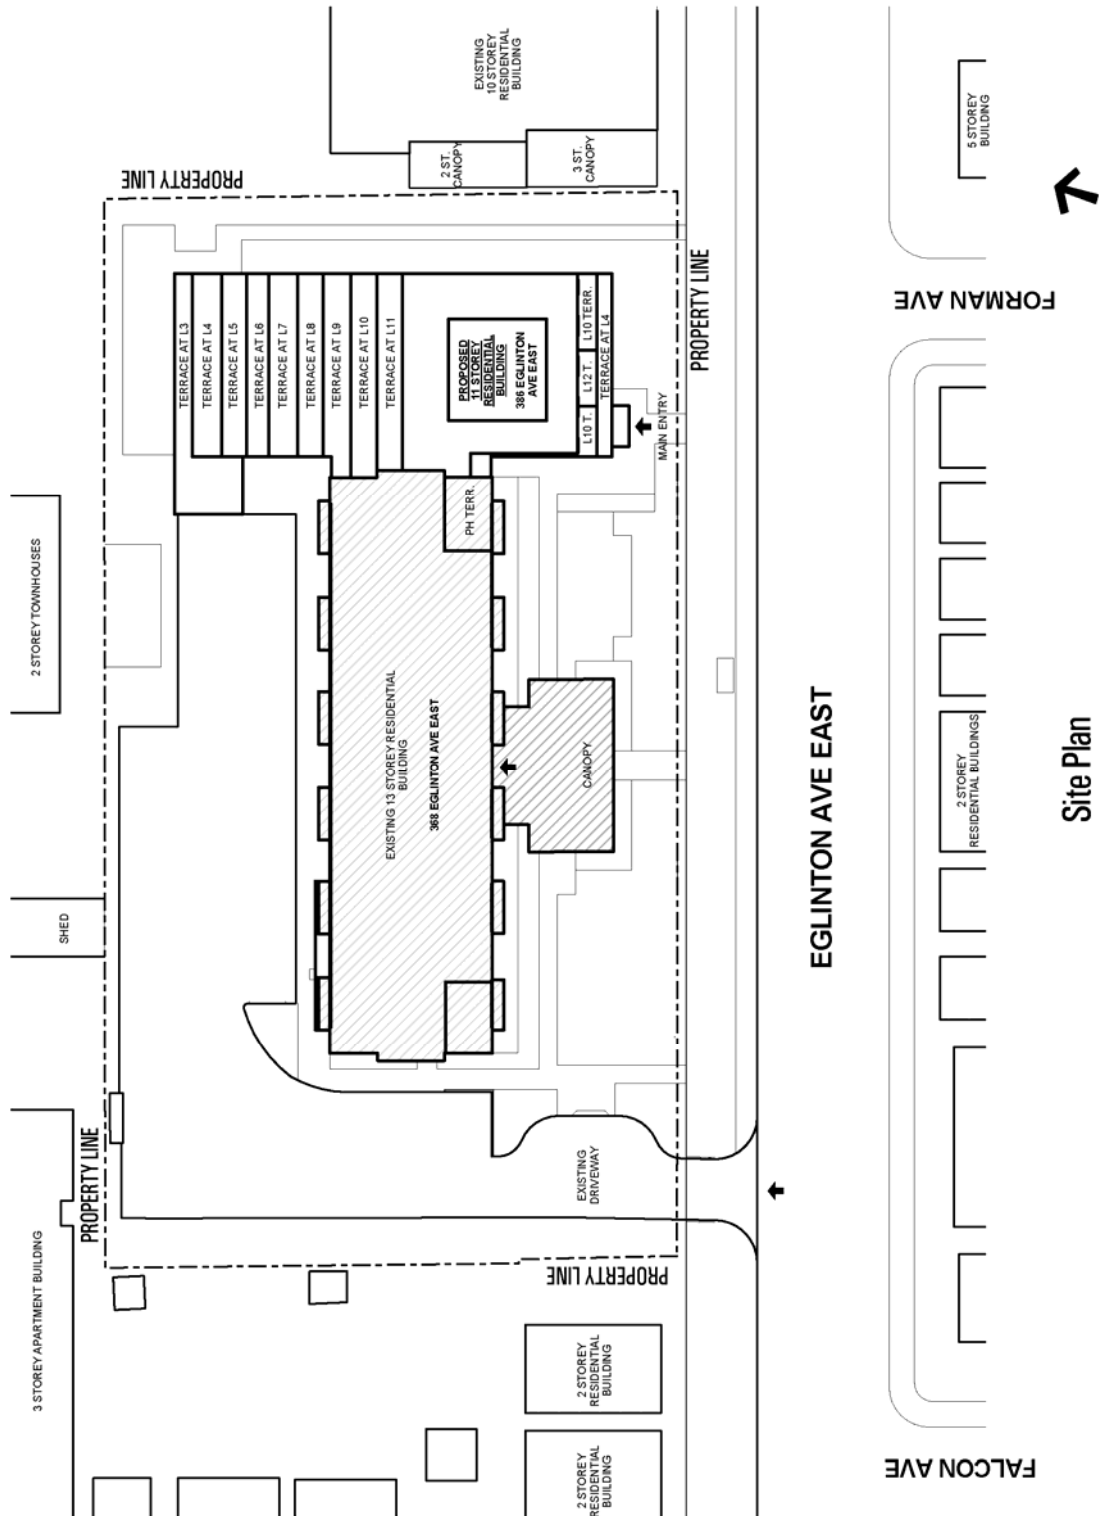 EXISTING
10 STOREY
RESIDENTIAL
BUILDING
2 ST.
CANOPY
3 ST.
CANOPY
5 STOREY
BUILDING
PROPERTY LINE
PROPERTY LINE
FORMAN AVE
TERRACE AT L3
TERRACE AT L4
TERRACE AT L5
TERRACE AT L6
TERRACE AT L7
TERRACE AT L8
TERRACE AT L9
TERRACE AT L10
TERRACE AT L11
PROPOSED
11 STOREY
RESIDENTIAL
BUILDING
386 EGLINTON
AVE EAST
L10 T.
L12 T.
L10 TERR.
TERRACE AT L4
MAIN ENTRY
PH TERR.
2 STOREY TOWNHOUSES
EXISTING 13 STOREY RESIDENTIAL
BUILDING
368 EGLINTON AVE EAST
CANOPY
EGLINTON AVE EAST
2 STOREY
RESIDENTIAL BUILDINGS
Site Plan
SHED
PROPERTY LINE
EXISTING
DRIVEWAY
PROPERTY LINE
3 STOREY APARTMENT BUILDING
2 STOREY
RESIDENTIAL
BUILDING
2 STOREY
RESIDENTIAL
BUILDING
FALCON AVE